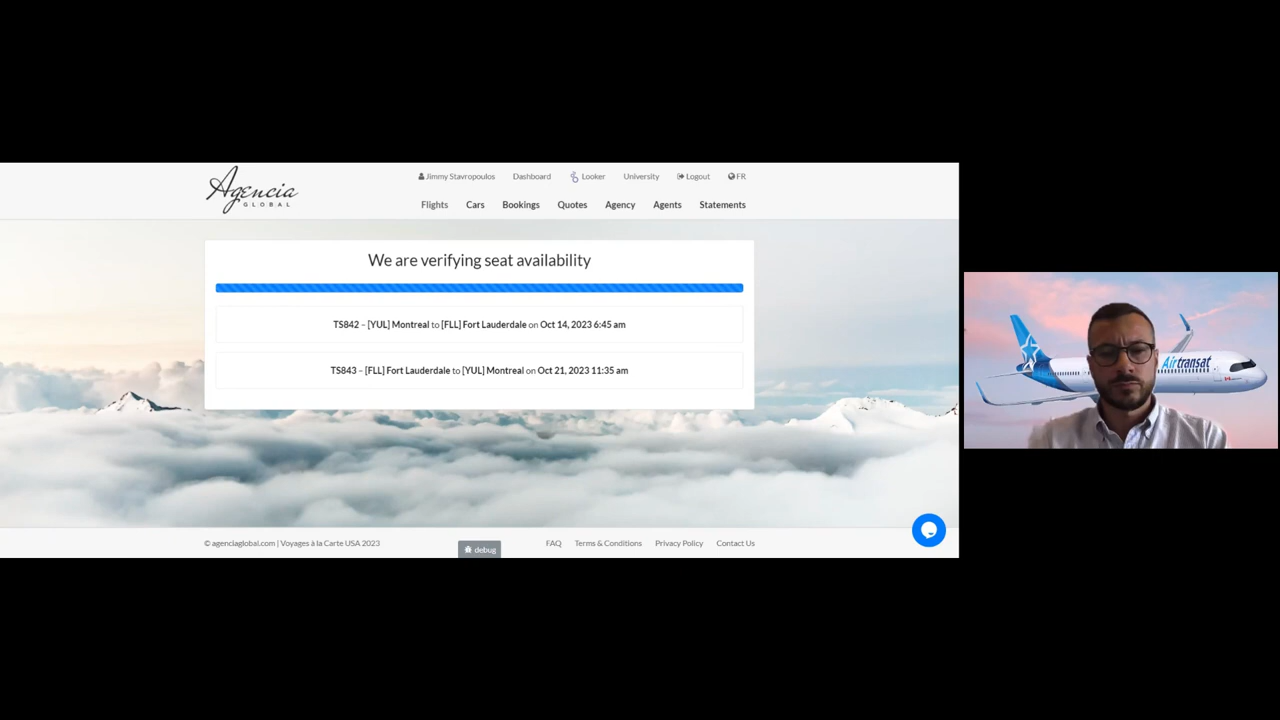 Agencia
GLOBAL
Jimmy Stavropoulos Dashboard Looker University Logout FR
Flights Cars Bookings Quotes Agency Agents Statements
We are verifying seat availability
TS842 – [YUL] Montreal to [FLL] Fort Lauderdale on Oct 14, 2023 6:45 am
TS843 – [FLL] Fort Lauderdale to [YUL] Montreal on Oct 21, 2023 11:35 am
Airtransat
© agenciaglobal.com | Voyages à la Carte USA 2023
debug
FAQ Terms & Conditions Privacy Policy Contact Us